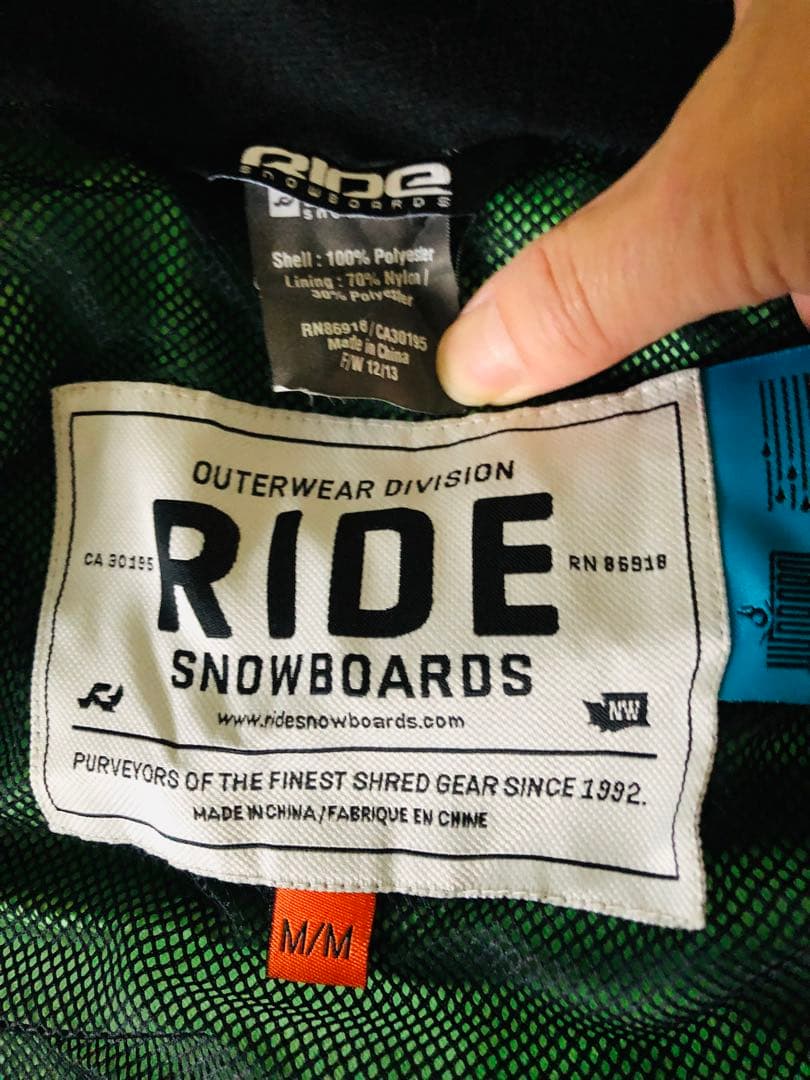 RIDE
SNOWBOARDS
Shell : 100% Polyester
Lining : 70% Nylon /
30% Polyester
RN86918/CA30195
Made in China
F/W 12/13
OUTERWEAR DIVISION
CA 30195 RIDE RN 86918
SNOWBOARDS
www.ridesnowboards.com
NW
PURVEYORS OF THE FINEST SHRED GEAR SINCE 1992.
MADE IN CHINA/FABRIQUE EN CHINE
M/M